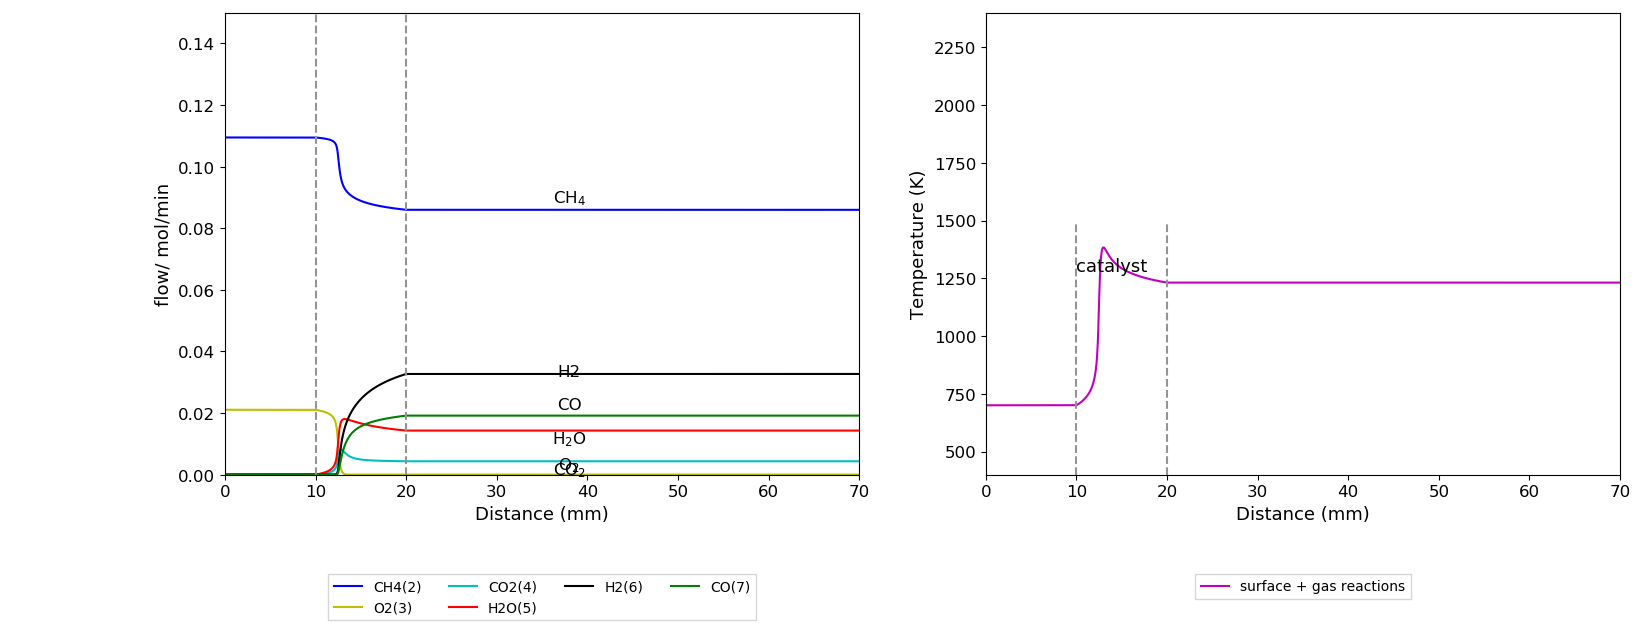 0.14
0.12
0.10
0.08
0.06
0.04
0.02
0.00
flow/ mol/min
CH₄
H2
CO
H₂O
O₂
CO₂
0 10 20 30 40 50 60 70
Distance (mm)
CH4(2) CO2(4) H2(6) CO(7)
O2(3) H2O(5)
2250
2000
1750
1500
1250
1000
750
500
Temperature (K)
catalyst
0 10 20 30 40 50 60 70
Distance (mm)
surface + gas reactions